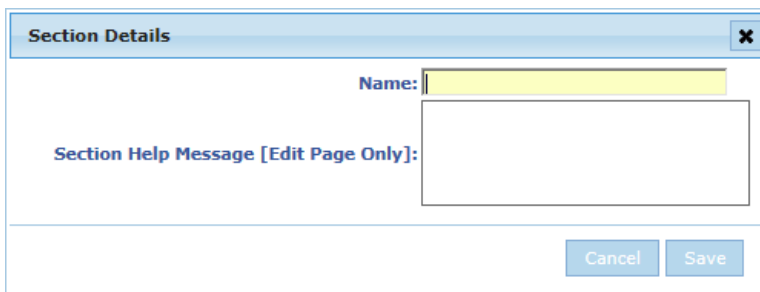 Section Details
Name:
Section Help Message [Edit Page Only]:
Cancel Save